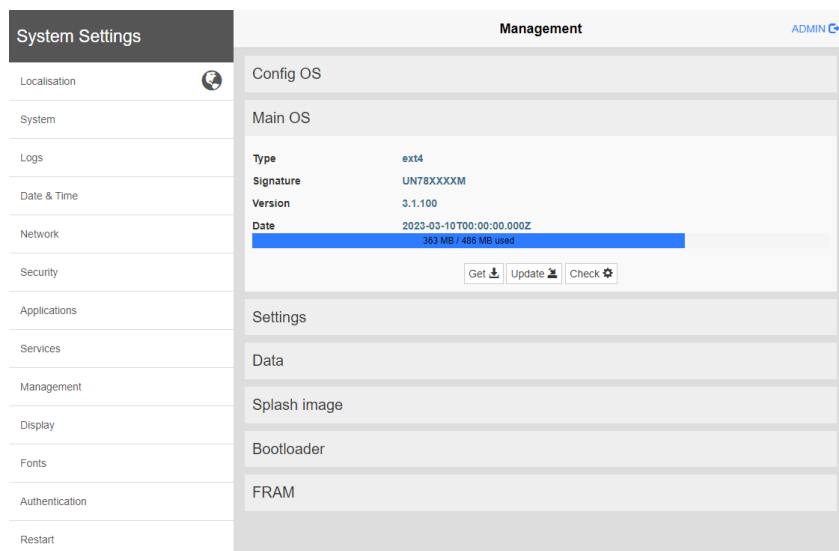 System Settings
Localisation
System
Logs
Date & Time
Network
Security
Applications
Services
Management
Display
Fonts
Authentication
Restart
Management
ADMIN
Config OS
Main OS
Type ext4
Signature UN78XXXXM
Version 3.1.100
Date 2023-03-10T00:00:00.000Z
363 MB / 486 MB used
Get Update Check
Settings
Data
Splash image
Bootloader
FRAM